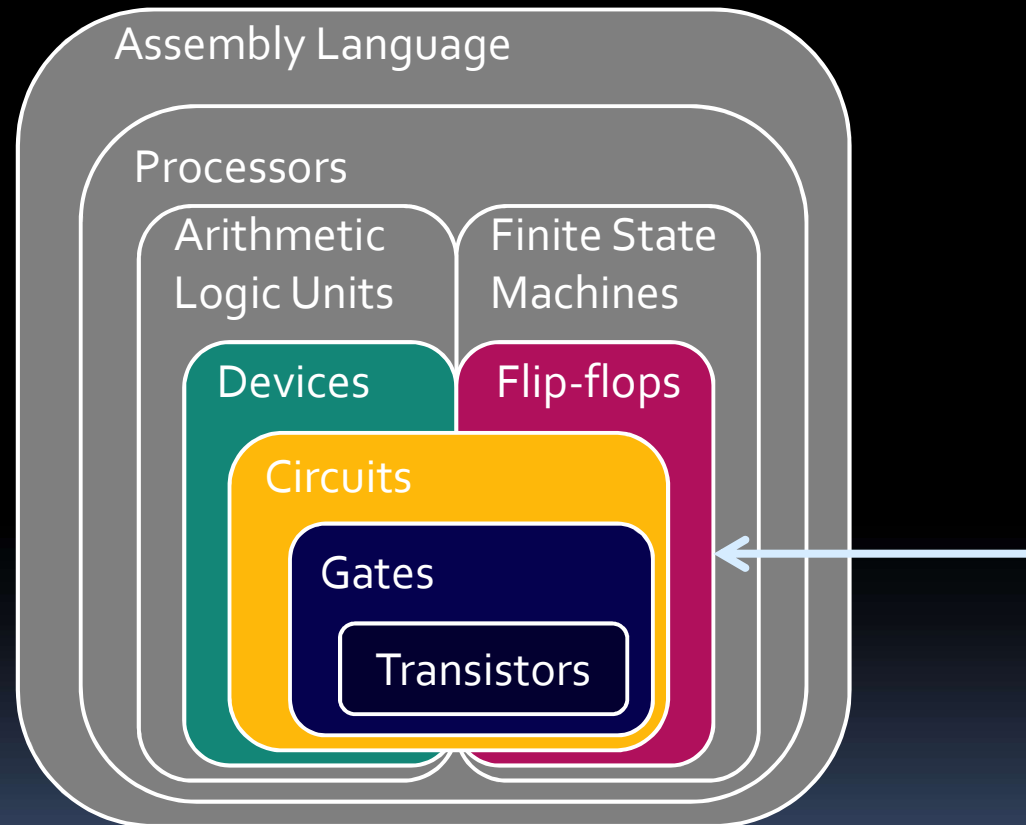 Assembly Language
Processors
Arithmetic
Logic Units
Finite State
Machines
Devices
Flip-flops
Circuits
Gates
Transistors